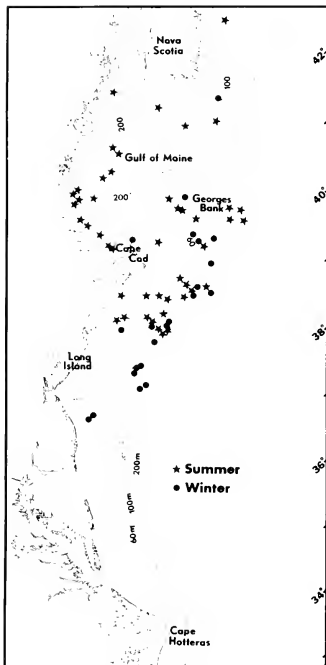 Nova
Scotia
42°
100
200
Gulf of Maine
200
Georges
Bank
40°
Cape
Cod
38°
Long
Island
200m
36°
★ Summer
● Winter
100m
60m
34°
Cape
Hatteras